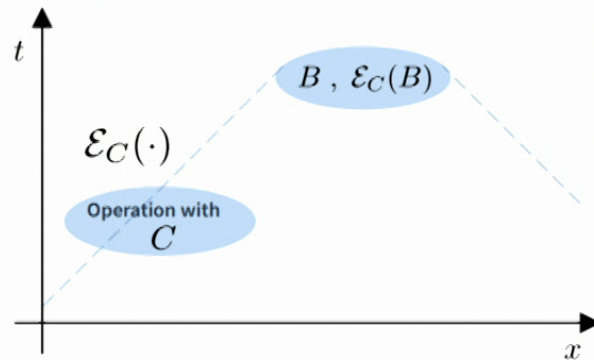 t
B , ℰ_C(B)
ℰ_C(·)
Operation with
C
x